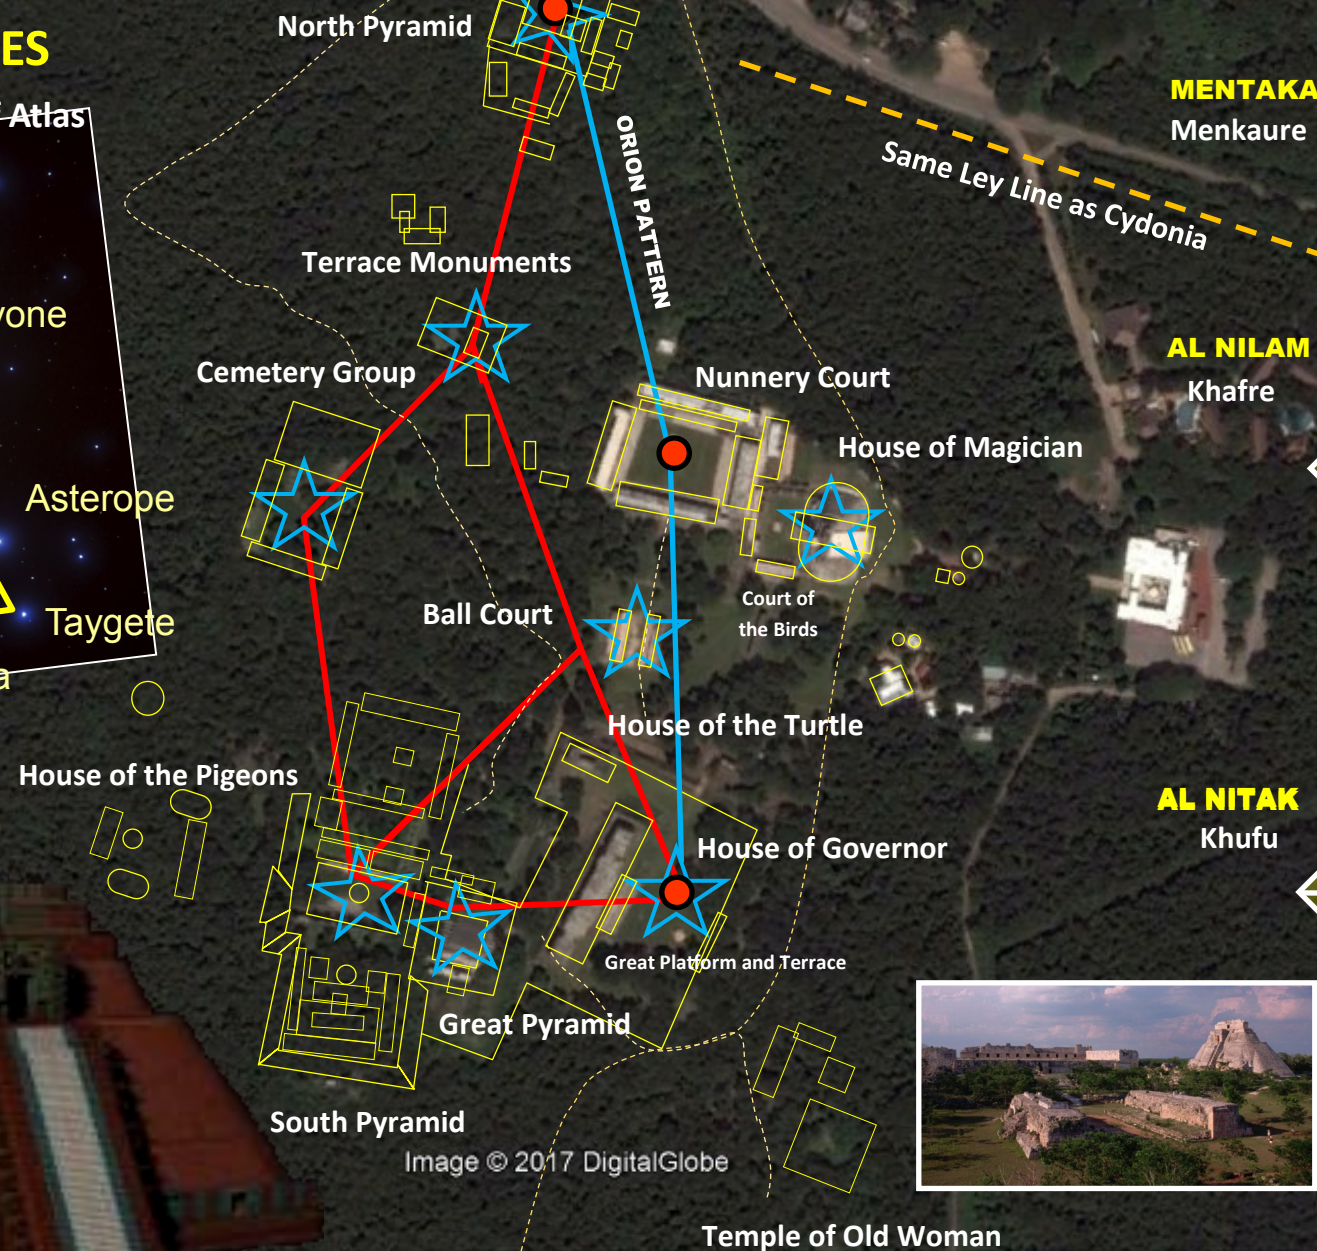 North Pyramid
ES
Atlas
MENTAKA
Menkaure
ORION PATTERN
Same Ley Line as Cydonia
Terrace Monuments
yone
AL NILAM
Khafre
Cemetery Group
Nunnery Court
House of Magician
Asterope
Court of
the Birds
Ball Court
Taygete
a
House of the Turtle
House of the Pigeons
AL NITAK
Khufu
House of Governor
Great Platform and Terrace
Great Pyramid
South Pyramid
Image © 2017 DigitalGlobe
Temple of Old Woman